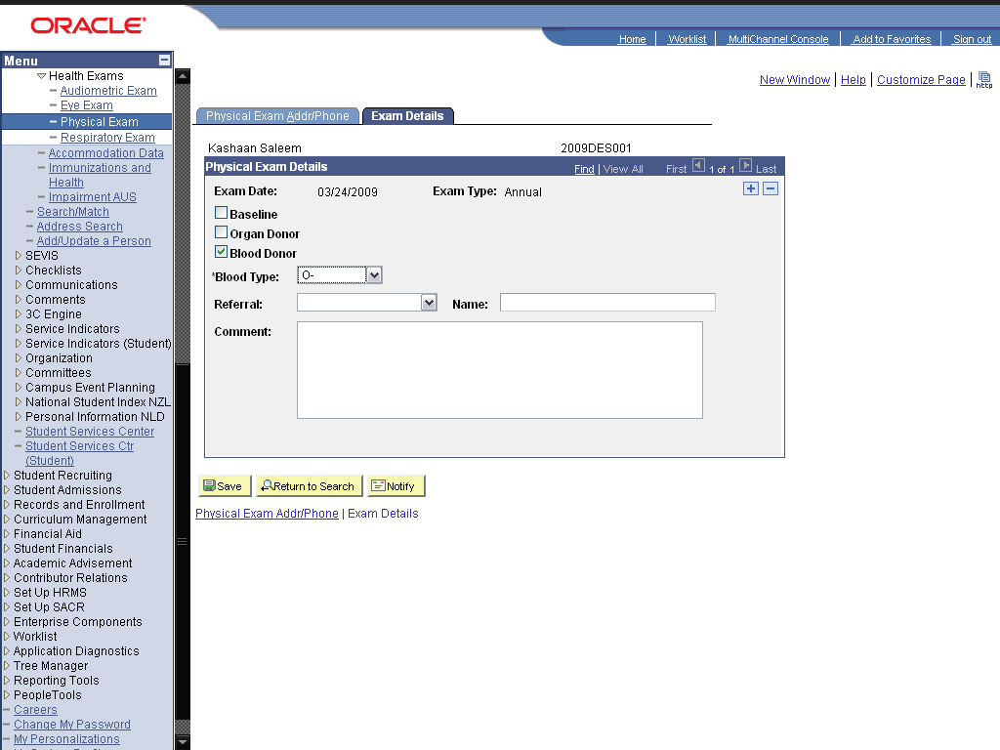 ORACLE®
Home Worklist MultiChannel Console Add to Favorites Sign out
Menu
Health Exams
Audiometric Exam
Eye Exam
Physical Exam
Respiratory Exam
Accommodation Data
Immunizations and
Health
Impairment AUS
Search/Match
Address Search
Add/Update a Person
SEVIS
Checklists
Communications
Comments
3C Engine
Service Indicators
Service Indicators (Student)
Organization
Committees
Campus Event Planning
National Student Index NZL
Personal Information NLD
Student Services Center
Student Services Ctr
(Student)
Student Recruiting
Student Admissions
Records and Enrollment
Curriculum Management
Financial Aid
Student Financials
Academic Advisement
Contributor Relations
Set Up HRMS
Set Up SACR
Enterprise Components
Worklist
Application Diagnostics
Tree Manager
Reporting Tools
PeopleTools
Careers
Change My Password
My Personalizations
New Window | Help | Customize Page | http
Physical Exam Addr/Phone Exam Details
Kashaan Saleem 2009DES001
Physical Exam Details Find | View All First 1 of 1 Last
Exam Date: 03/24/2009 Exam Type: Annual
Baseline
Organ Donor
Blood Donor
*Blood Type: O-
Referral: Name:
Comment:
Save Return to Search Notify
Physical Exam Addr/Phone | Exam Details